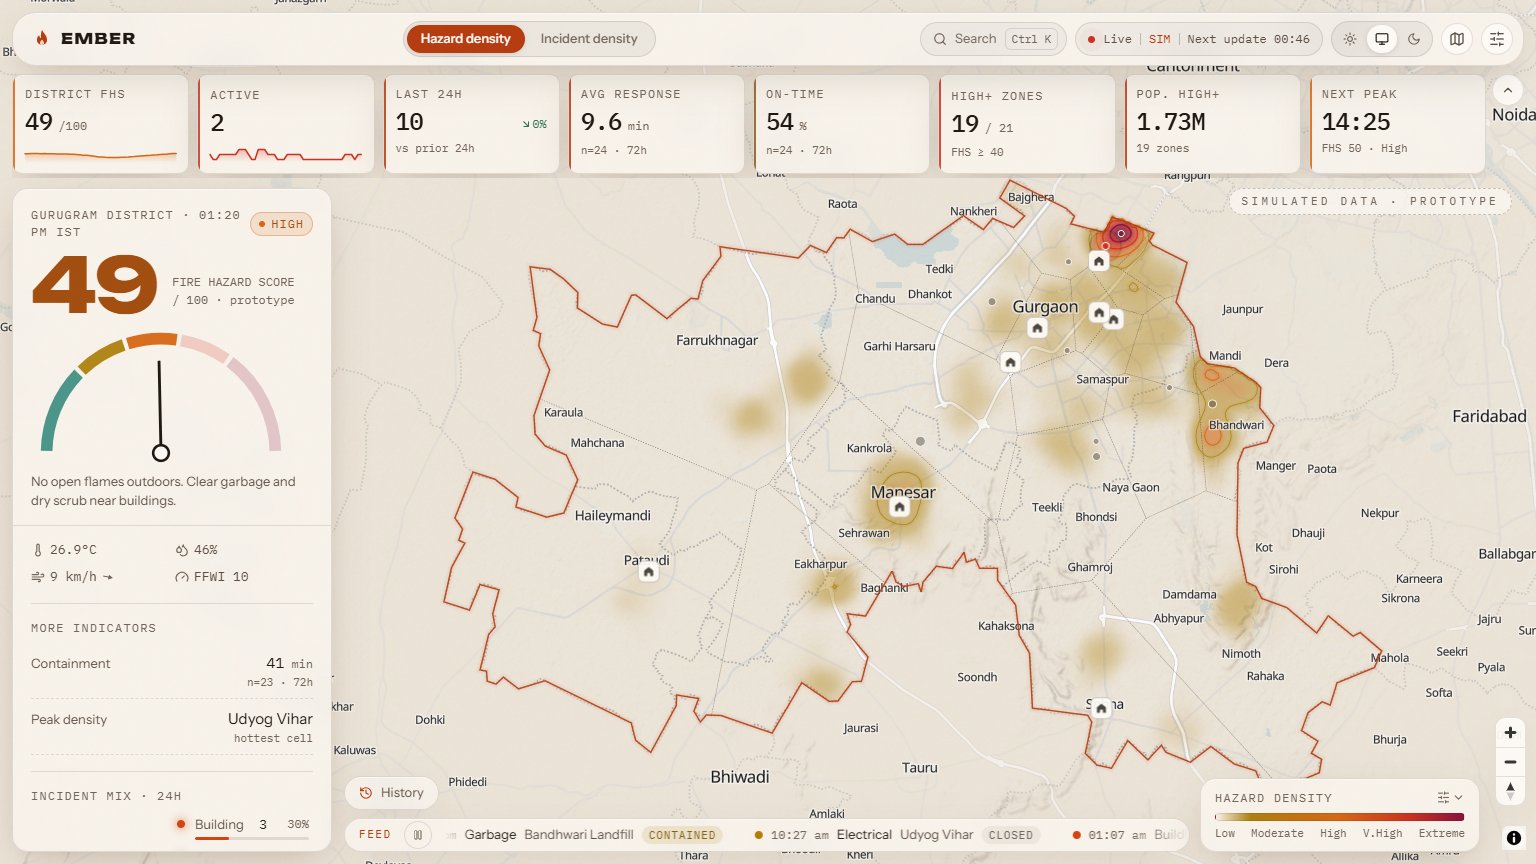 EMBER
Hazard density
Incident density
Search Ctrl K
Live | SIM | Next update 00:46
DISTRICT FHS
49 /100
ACTIVE
2
LAST 24H
10 ↘0%
vs prior 24h
AVG RESPONSE
9.6 min
n=24 · 72h
ON-TIME
54 %
n=24 · 72h
HIGH+ ZONES
19 / 21
FHS ≥ 40
POP. HIGH+
1.73M
19 zones
NEXT PEAK
14:25
FHS 50 · High
SIMULATED DATA · PROTOTYPE
GURUGRAM DISTRICT · 01:20
PM IST
HIGH
49
FIRE HAZARD SCORE
/ 100 · prototype
No open flames outdoors. Clear garbage and
dry scrub near buildings.
26.9°C
46%
9 km/h →
FFWI 10
MORE INDICATORS
Containment 41 min
n=23 · 72h
Peak density Udyog Vihar
hottest cell
INCIDENT MIX · 24H
Building 3 30%
Cantonment
Noida
Rangpuri
Bajghera
Nankheri
Raota
Tedki
Chandu
Dhankot
Gurgaon
Jaunpur
Farrukhnagar
Garhi Harsaru
Mandi
Dera
Samaspur
Karaula
Faridabad
Bhandwari
Mahchana
Kankrola
Manger
Paota
Manesar
Naya Gaon
Haileymandi
Teekli
Bhondsi
Nekpur
Sehrawan
Dhauji
Kot
Ballabgar
Pataudi
Eakharpur
Ghamroj
Sirohi
Karneera
Baghanki
Damdama
Sikrona
Abhyapur
Jajru
Kahaksona
Nimoth
Mahola
Seekri
Pyala
Soondh
Rahaka
Softa
Dohki
Jaurasi
Kaluwas
Bhurja
Phidedi
Bhiwadi
Tauru
Amlaki
Thara
Kheri
History
FEED
Garbage Bandhwari Landfill CONTAINED
10:27 am Electrical Udyog Vihar CLOSED
01:07 am Build
HAZARD DENSITY
Low Moderate High V.High Extreme